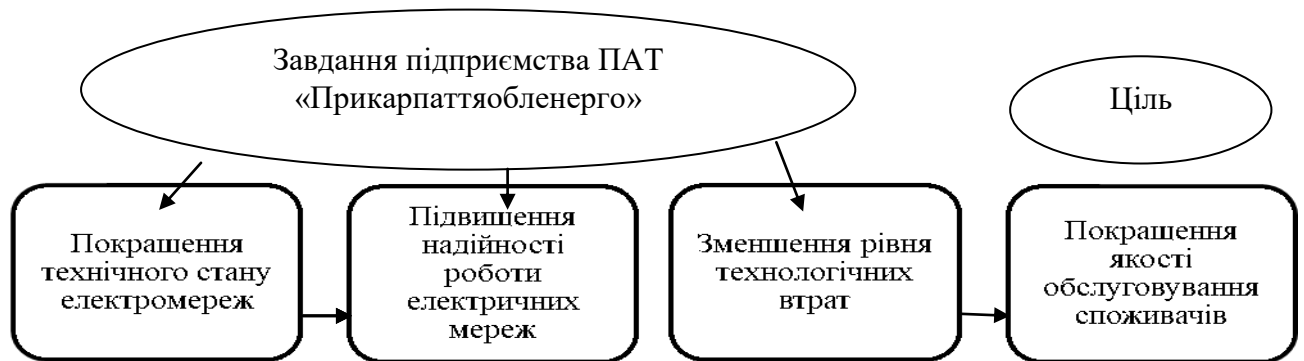 Завдання підприємства ПАТ
«Прикарпаттяобленерго»
Ціль
Покращення
технічного стану
електромереж
Підвищення
надійності
роботи
електричних
мереж
Зменшення рівня
технологічних
втрат
Покращення
якості
обслуговування
споживачів